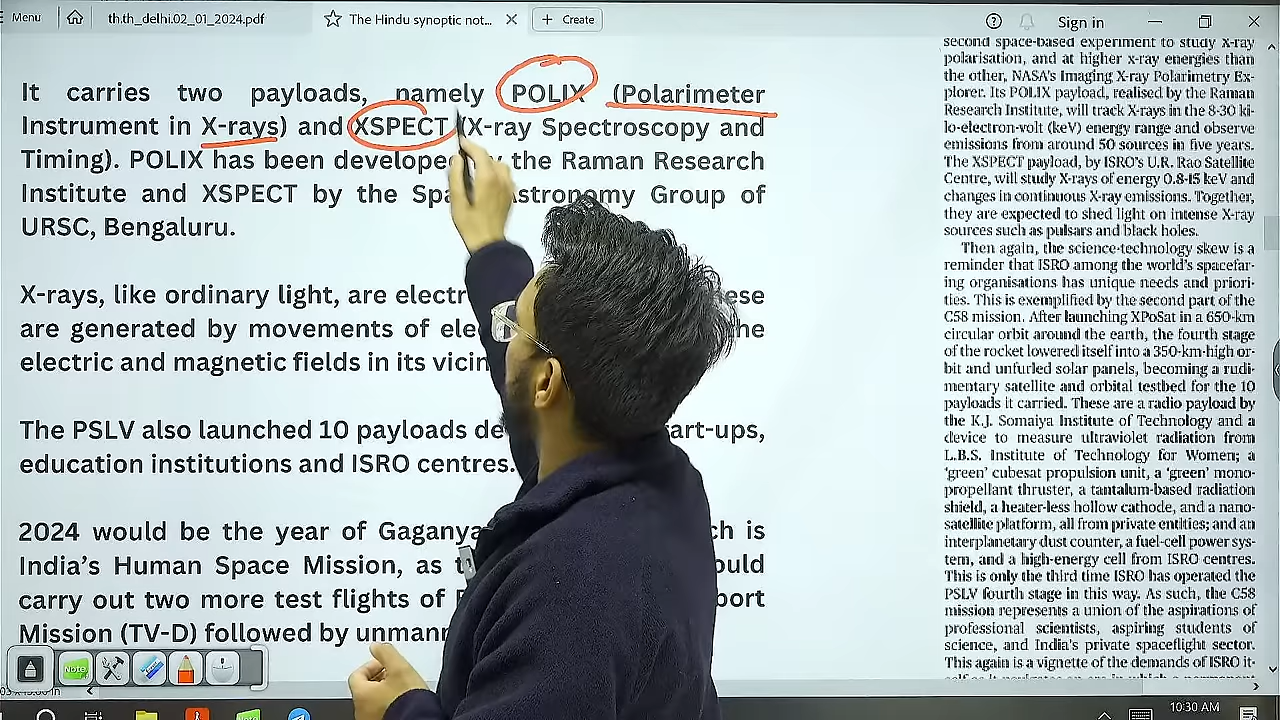 Menu
th.th_delhi.02_01_2024.pdf
The Hindu synoptic not...
Create
Sign in
It carries two payloads, namely POLIX (Polarimeter
Instrument in X-rays) and XSPECT (X-ray Spectroscopy and
Timing). POLIX has been developed the Raman Research
Institute and XSPECT by the Astronomy Group of
URSC, Bengaluru.
X-rays, like ordinary light, are
are generated by movements of
electric and magnetic fields in its
The PSLV also launched 10 payloads
education institutions and ISRO centres.
2024 would be the year of is
India's Human Space Mission, as
carry out two more test flights of
Mission (TV-D) followed by
second space-based experiment to study X-ray
polarisation, and at higher x-ray energies than
the other, NASA's Imaging X-ray Polarimetry Ex-
plorer. Its POLIX payload, realised by the Raman
Research Institute, will track X-rays in the 8-30 ki-
lo-electron-volt (keV) energy range and observe
emissions from around 50 sources in five years.
The XSPECT payload, by ISRO's U.R. Rao Satellite
Centre, will study X-rays of energy 0.8-15 keV and
changes in continuous X-ray emissions. Together,
they are expected to shed light on intense X-ray
sources such as pulsars and black holes.
Then again, the science-technology skew is a
reminder that ISRO among the world's spacefar-
ing organisations has unique needs and priori-
ties. This is exemplified by the second part of the
C58 mission. After launching XPoSat in a 650-km
circular orbit around the earth, the fourth stage
of the rocket lowered itself into a 350-km-high or-
bit and unfurled solar panels, becoming a rudi-
mentary satellite and orbital testbed for the 10
payloads it carried. These are a radio payload by
the K.J. Somaiya Institute of Technology and a
device to measure ultraviolet radiation from
L.B.S. Institute of Technology for Women; a
'green' cubesat propulsion unit, a 'green' mono-
propellant thruster, a tantalum-based radiation
shield, a heater-less hollow cathode, and a nano-
satellite platform, all from private entities; and an
interplanetary dust counter, a fuel-cell power sys-
tem, and a high-energy cell from ISRO centres.
This is only the third time ISRO has operated the
PSLV fourth stage in this way. As such, the C58
mission represents a union of the aspirations of
professional scientists, aspiring students of
science, and India's private spaceflight sector.
This again is a vignette of the demands of ISRO it-
Note
10:30 AM